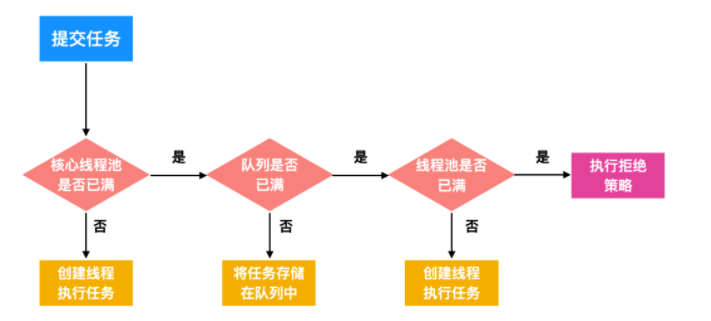 提交任务
核心线程池
是否已满
是
队列是否
已满
是
线程池是否
已满
是
执行拒绝
策略
否
否
否
创建线程
执行任务
将任务存储
在队列中
创建线程
执行任务